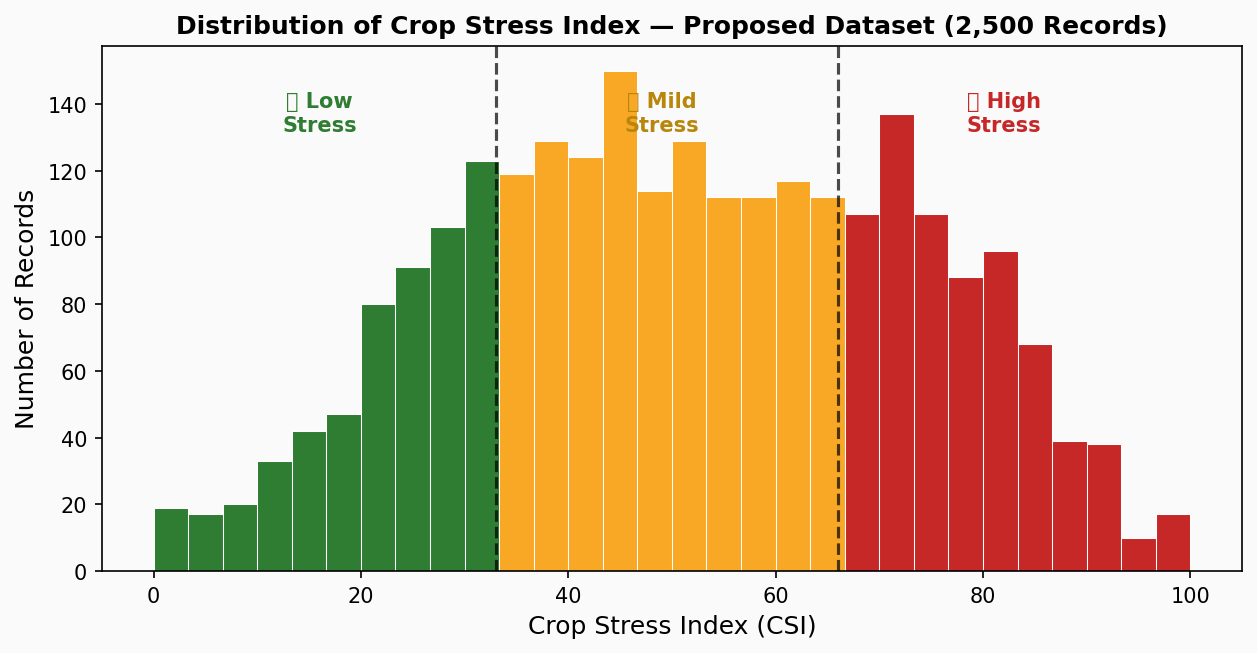 Distribution of Crop Stress Index — Proposed Dataset (2,500 Records)
Number of Records
140
120
100
80
60
40
20
0
Low
Stress
Mild
Stress
High
Stress
0 20 40 60 80 100
Crop Stress Index (CSI)